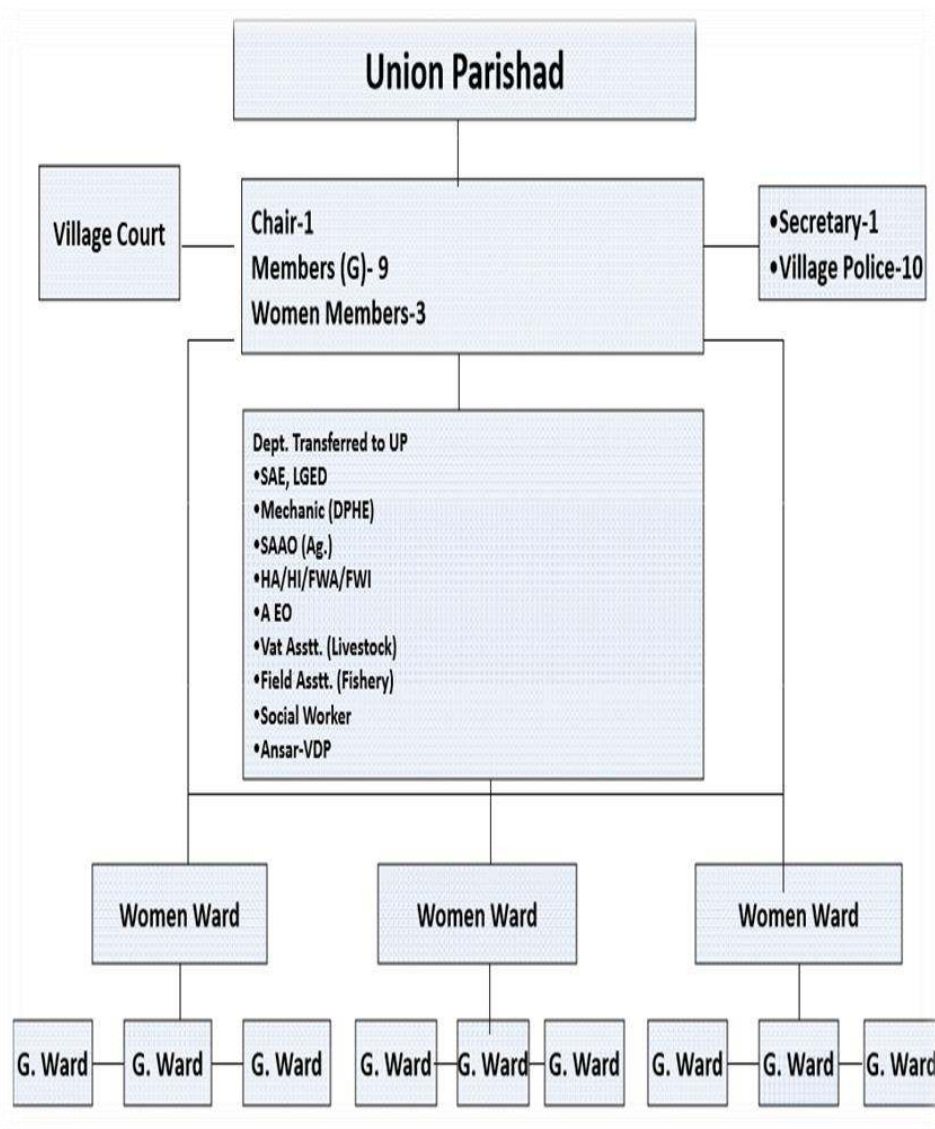 Union Parishad
Village Court
Chair-1
Members (G)- 9
Women Members-3
•Secretary-1
•Village Police-10
Dept. Transferred to UP
•SAE, LGED
•Mechanic (DPHE)
•SAAO (Ag.)
•HA/HI/FWA/FWI
•A EO
•Vat Asstt. (Livestock)
•Field Asstt. (Fishery)
•Social Worker
•Ansar-VDP
Women Ward
Women Ward
Women Ward
G. Ward
G. Ward
G. Ward
G. Ward
G. Ward
G. Ward
G. Ward
G. Ward
G. Ward